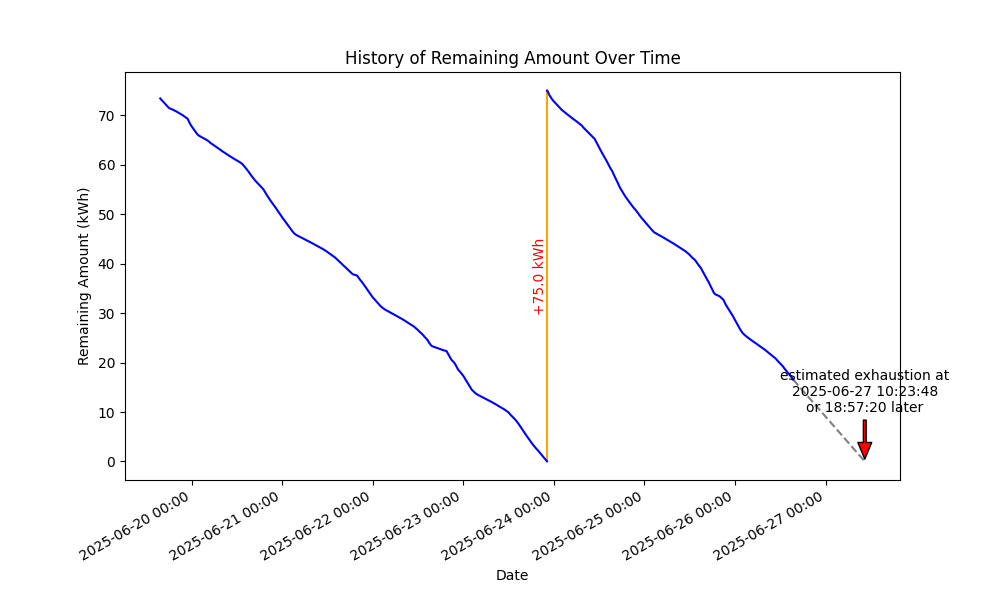 History of Remaining Amount Over Time
Remaining Amount (kWh)
70
60
50
40
30
20
10
0
+75.0 kWh
estimated exhaustion at
2025-06-27 10:23:48
or 18:57:20 later
2025-06-20 00:00
2025-06-21 00:00
2025-06-22 00:00
2025-06-23 00:00
2025-06-24 00:00
2025-06-25 00:00
2025-06-26 00:00
2025-06-27 00:00
Date